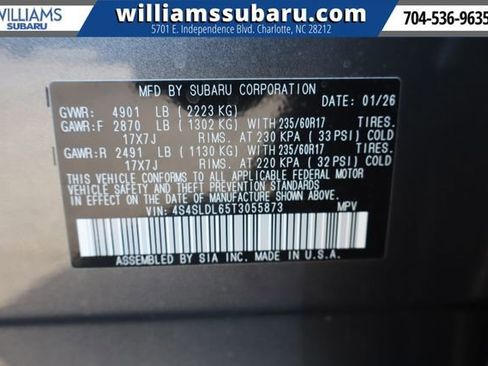 WILLIAMS
SUBARU
williamssubaru.com
5701 E. Independence Blvd. Charlotte, NC 28212
704-536-9635
MFD BY SUBARU CORPORATION 01/26
GVWR: 4901 LB ( 2223 KG)
GAWR:F 2870 LB ( 1302 KG) WITH 235/60R17 TIRES.
17X7J RIMS. AT 230 KPA ( 33 PSI) COLD
GAWR:R 2491 LB ( 1130 KG) WITH 235/60R17 TIRES.
17X7J RIMS. AT 220 KPA ( 32 PSI) COLD
THIS VEHICLE CONFORMS TO ALL APPLICABLE FEDERAL MOTOR
VEHICLE SAFETY, BUMPER, AND THEFT PREVENTION STANDARDS
IN EFFECT ON THE DATE OF MANUFACTURE SHOWN ABOVE.
VIN: 4S4SLDL65T3055873 MPV
ASSEMBLED BY SIA INC. MADE IN U.S.A.